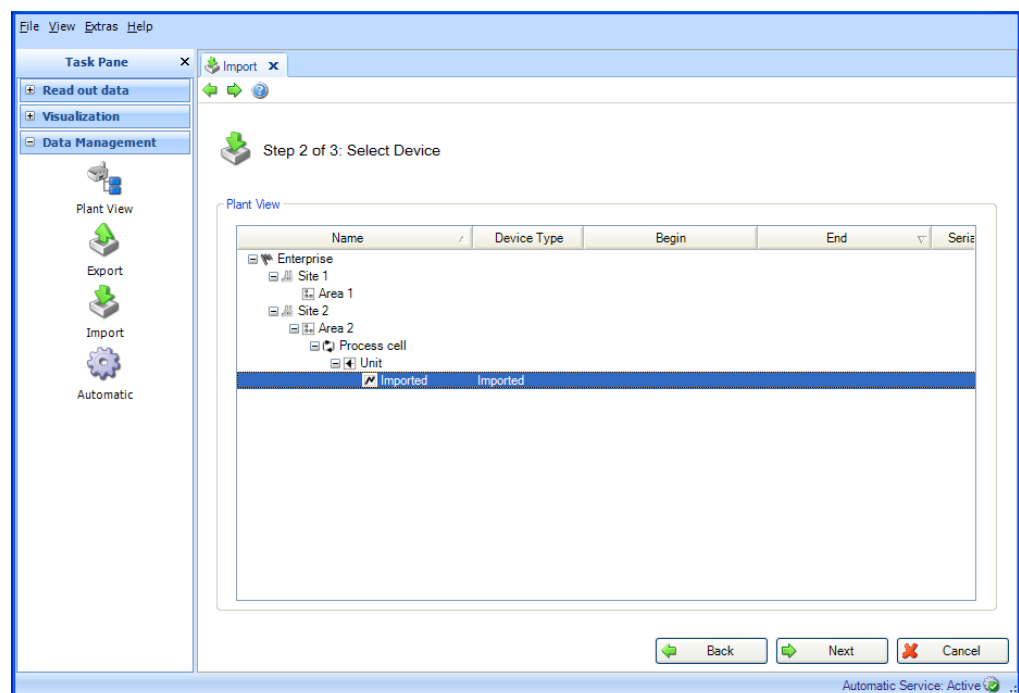 File View Extras Help
Task Pane
Import
Read out data
Visualization
Data Management
Step 2 of 3: Select Device
Plant View
Plant View
Name Device Type Begin End Seria
Enterprise
Site 1
Area 1
Site 2
Area 2
Process cell
Unit
Imported Imported
Export
Import
Automatic
Back Next Cancel
Automatic Service: Active